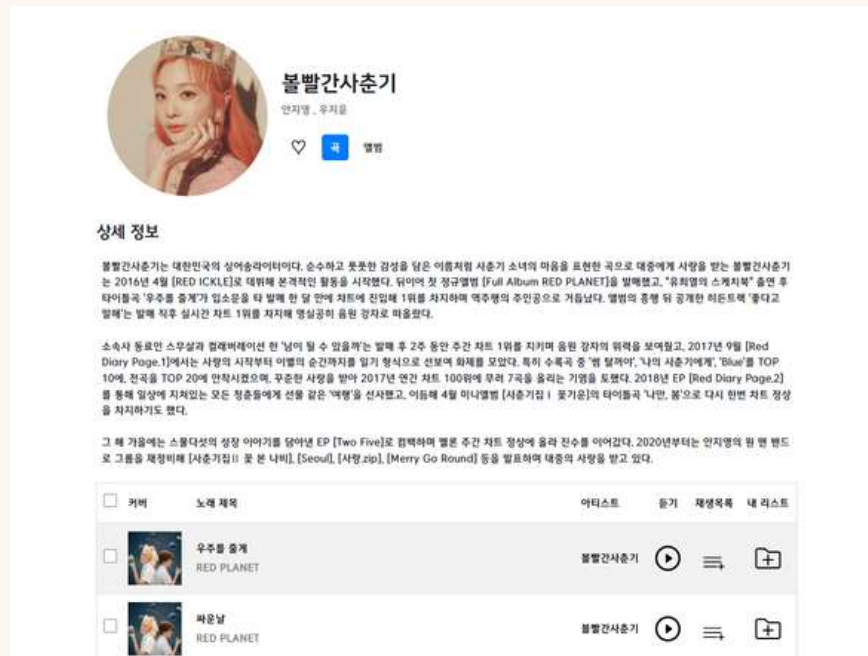 볼빨간사춘기
안지영 , 우지윤
곡 앨범
상세 정보
볼빨간사춘기는 대한민국의 싱어송라이터이다. 순수하고 풋풋한 감성을 담은 이름처럼 사춘기 소녀의 마음을 표현한 곡으로 대중에게 사랑을 받는 볼빨간사춘기
는 2016년 4월 [RED ICKLE]로 데뷔해 본격적인 활동을 시작했다. 뒤이어 첫 정규앨범 [Full Album RED PLANET]을 발매했고, "유희열의 스케치북" 출연 후
타이틀곡 '우주를 줄게'가 입소문을 타 발매 한 달 만에 차트에 진입해 1위를 차지하며 역주행의 주인공으로 거듭났다. 앨범의 흥행 뒤 공개한 히든트랙 '좋다고
말해'는 발매 직후 실시간 차트 1위를 차지해 명실공히 음원 강자로 떠올랐다.
소속사 동료인 스무살과 컬래버레이션 한 '남이 될 수 있을까'는 발매 후 2주 동안 주간 차트 1위를 지키며 음원 강자의 위력을 보여줬고, 2017년 9월 [Red
Diary Page.1]에서는 사랑의 시작부터 이별의 순간까지를 일기 형식으로 선보여 화제를 모았다. 특히 수록곡 중 '썸 탈꺼야', '나의 사춘기에게', 'Blue'를 TOP
10에, 전곡을 TOP 20에 안착시켰으며, 꾸준한 사랑을 받아 2017년 연간 차트 100위에 무려 7곡을 올리는 기염을 토했다. 2018년 EP [Red Diary Page.2]
를 통해 일상에 지쳐있는 모든 청춘들에게 선물 같은 '여행'을 선사했고, 이듬해 4월 미니앨범 [사춘기집Ⅰ 꽃기운]의 타이틀곡 '나만, 봄'으로 다시 한번 차트 정상
을 차지하기도 했다.
그 해 가을에는 스물다섯의 성장 이야기를 담아낸 EP [Two Five]로 컴백하며 멜론 주간 차트 정상에 올라 진수를 이어갔다. 2020년부터는 안지영의 원 맨 밴드
로 그룹을 재정비해 [사춘기집Ⅱ 꽃 본 나비], [Seoul], [사랑.zip], [Merry Go Round] 등을 발표하며 대중의 사랑을 받고 있다.
커버 노래 제목 아티스트 듣기 재생목록 내 리스트
우주를 줄게
RED PLANET
볼빨간사춘기
싸운날
RED PLANET
볼빨간사춘기